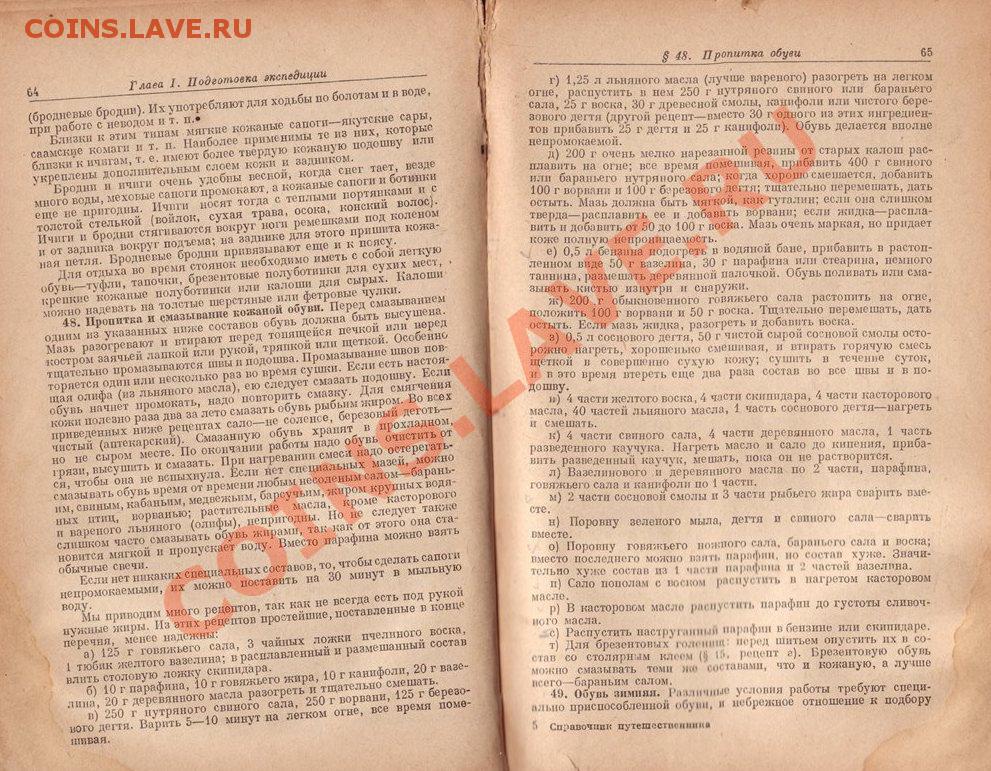 COINS.LAVE.RU
64
Глава I. Подготовка экспедиции
(бродневые бродни). Их употребляют для ходьбы по болотам и в воде,
при работе с неводом и т. п.
Близки к этим типам мягкие кожаные сапоги—якутские сары,
саамские комаги и т. п. Наиболее применимы те из них, которые
близки к ичигам, т. е. имеют более твердую кожаную подошву или
укреплены дополнительным слоем кожи и задником.
Бродни и ичиги очень удобны весной, когда снег тает, везде
много воды, меховые сапоги промокают, а кожаные сапоги и ботинки
еще не пригодны. Ичиги носят тогда с теплыми портянками и с
толстой стелькой (войлок, сухая трава, осока, конский волос).
Ичиги и бродни стягиваются вокруг ноги ремешками под коленом
и от задника вокруг подъема; на заднике для этого пришита кожа-
ная петля. Бродневые бродни привязывают еще и к поясу.
Для отдыха во время стоянок необходимо иметь с собой легкую
обувь—туфли, тапочки, брезентовые полуботинки для сухих мест,
крепкие кожаные полуботинки или калоши для сырых. Калоши
можно надевать на толстые шерстяные или фетровые чулки.
48. Пропитка и смазывание кожаной обуви. Перед смазыванием
одним из указанных ниже составов обувь должна быть высушена.
Мазь разогревают и втирают перед топящейся печкой или перед
костром заячьей лапкой или рукой, тряпкой или щеткой. Особенно
тщательно промазываются швы и подошва. Промазывание швов пов-
торяется один или несколько раз во время сушки. Если есть настоя-
щая олифа (из льняного масла), ею следует смазать подошву. Если
обувь начнет промокать, надо повторить смазку. Для смягчения
кожи полезно раза два за лето смазать обувь рыбьим жиром. Во всех
приведенных ниже рецептах сало—не соленое, березовый деготь—
чистый (аптекарский). Смазанную обувь хранят в прохладном,
но не сыром месте. По окончании работы надо обувь очистить от
грязи, высушить и смазать. При нагревании смеси надо остерегать-
ся, чтобы она не вспыхнула. Если нет специальных мазей, можно
смазывать обувь время от времени любым несоленым салом—барань-
им, свиным, кабаньим, медвежьим, барсучьим, жиром крупных водя-
ных птиц, ворванью; растительные масла, кроме касторового
и вареного льняного (олифы), непригодны. Но не следует также
слишком часто смазывать обувь жирами, так как от этого она ста-
новится мягкой и пропускает воду. Вместо парафина можно взять
обычные свечи.
Если нет никаких специальных составов, то, чтобы сделать сапоги
непромокаемыми, их можно поставить на 30 минут в мыльную
воду.
Мы приводим много рецептов, так как не всегда есть под рукой
нужные жиры. Из этих рецептов простейшие, поставленные в конце
перечня, менее надежны:
а) 125 г говяжьего сала, 3 чайных ложки пчелиного воска,
1 тюбик желтого вазелина; в расплавленный и размешанный состав
влить столовую ложку скипидара.
б) 10 г парафина, 10 г говяжьего жира, 10 г канифоли, 20 г вазе-
лина, 20 г деревянного масла разогреть и тщательно смешать.
в) 250 г нутряного свиного сала, 250 г ворвани, 125 г березо-
вого дегтя. Варить 5—10 минут на легком огне, все время поме-
шивая.
§ 48. Пропитка обуви
65
г) 1,25 л льняного масла (лучше вареного) разогреть на легком
огне, распустить в нем 250 г нутряного свиного или бараньего
сала, 25 г воска, 30 г древесной смолы, канифоли или чистого бере-
зового дегтя (другой рецепт—вместо 30 г одного из этих ингредиен-
тов прибавить 25 г дегтя и 25 г канифоли). Обувь делается вполне
непромокаемой.
д) 200 г очень мелко нарезанной резины от старых калош рас-
плавить на огне; все время помешивая, прибавить 400 г свиного
или бараньего нутряного сала; когда хорошо смешается, добавить
100 г ворвани и 100 г березового дегтя; тщательно перемешать, дать
остыть. Мазь должна быть мягкой, как гуталин; если она слишком
тверда—расплавить ее и добавить ворвани; если жидка—распла-
вить и добавить от 50 до 100 г воска. Мазь очень маркая, но придает
коже полную непромокаемость.
е) 0,5 л бензина подогреть в водяной бане, прибавить в растоп-
ленном виде 50 г вазелина, 30 г парафина или стеарина, немного
таннина, размешать деревянной палочкой. Обувь поливать или сма-
зывать кистью изнутри и снаружи.
ж) 200 г обыкновенного говяжьего сала растопить на огне,
положить 100 г ворвани и 50 г воска. Тщательно перемешать, дать
остыть. Если мазь жидка, разогреть и добавить воска.
з) 0,5 л соснового дегтя, 50 г чистой сырой сосновой смолы осто-
рожно нагреть, хорошенько смешивая, и втирать горячую смесь
щеткой в совершенно сухую кожу; сушить в течение суток,
и в это время втереть еще два раза состав во все швы и в по-
дошву.
и) 4 части желтого воска, 4 части скипидара, 4 части касторового
масла, 40 частей льняного масла, 1 часть соснового дегтя—нагреть
и смешать.
к) 4 части свиного сала, 4 части деревянного масла, 1 часть
разведенного каучука. Нагреть масло и сало до кипения, приба-
вить разведенный каучук, мешать, пока он не растворится.
л) Вазелинового и деревянного масла по 2 части, парафина,
говяжьего сала и канифоли по 1 части.
м) 2 части сосновой смолы и 3 части рыбьего жира сварить вме-
сте.
н) Поровну зеленого мыла, дегтя и свиного сала—сварить
вместе.
о) Поровну говяжьего ножного сала, бараньего сала и воска;
вместо последнего можно взять парафин, но состав хуже. Значи-
тельно хуже состав из 1 части парафина и 2 частей вазелина.
п) Сало пополам с воском распустить в нагретом касторовом
масле.
р) В касторовом масле распустить парафин до густоты сливоч-
ного масла.
с) Распустить наструганный парафин в бензине или скипидаре.
т) Для брезентовых голенищ: перед шитьем опустить их в со-
став со столярным клеем (§ 15, рецепт г). Брезентовую обувь
можно смазывать теми же составами, что и кожаную, а лучше
всего—бараньим салом.
49. Обувь зимняя. Различные условия работы требуют специ-
ально приспособленной обуви, и небрежное отношение к подбору
5 Справочник путешественника
COINS.LAVE.RU